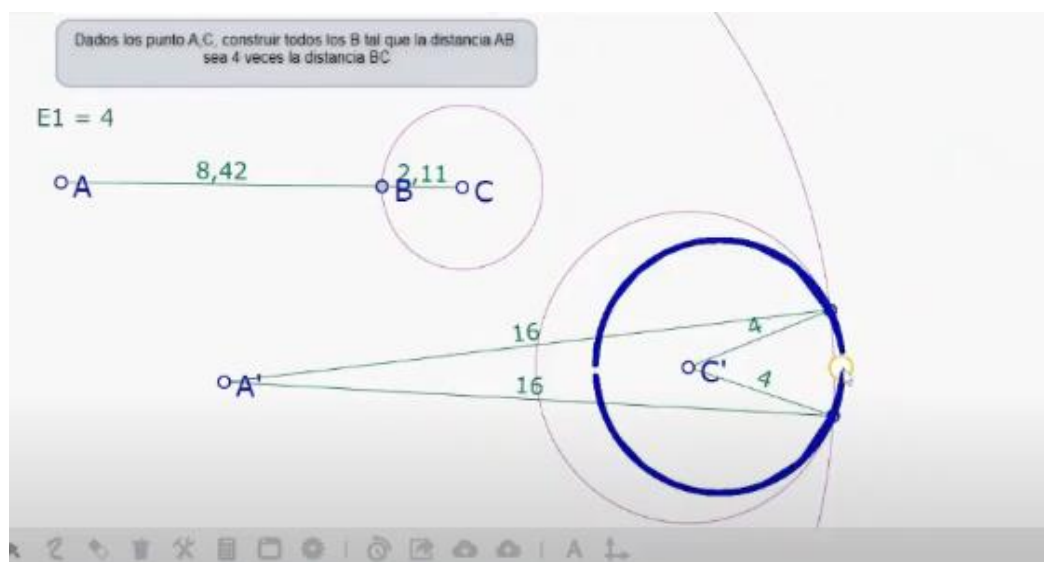 Dados los punto A,C, construir todos los B tal que la distancia AB
sea 4 veces la distancia BC
E1 = 4
8,42
2,11
A
B
C
16
4
C'
A'
16
4
A